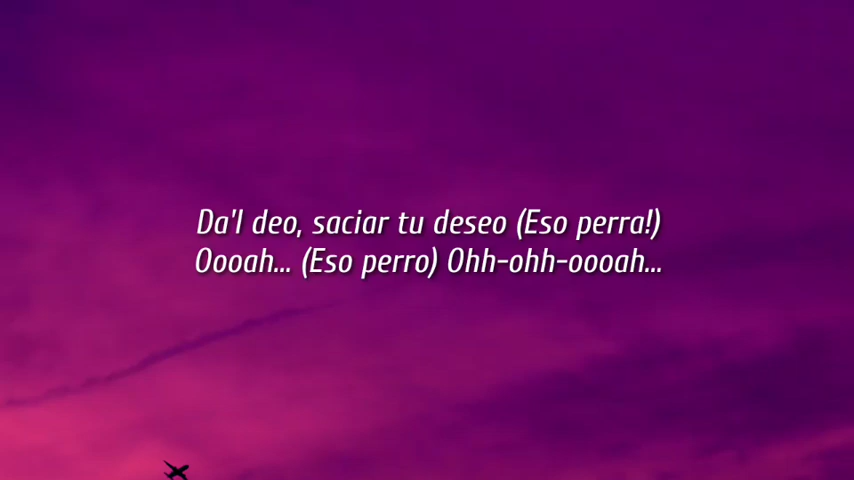 Da'l deo, saciar tu deseo (Eso perra!)
Oooah... (Eso perro) Ohh-ohh-oooah...